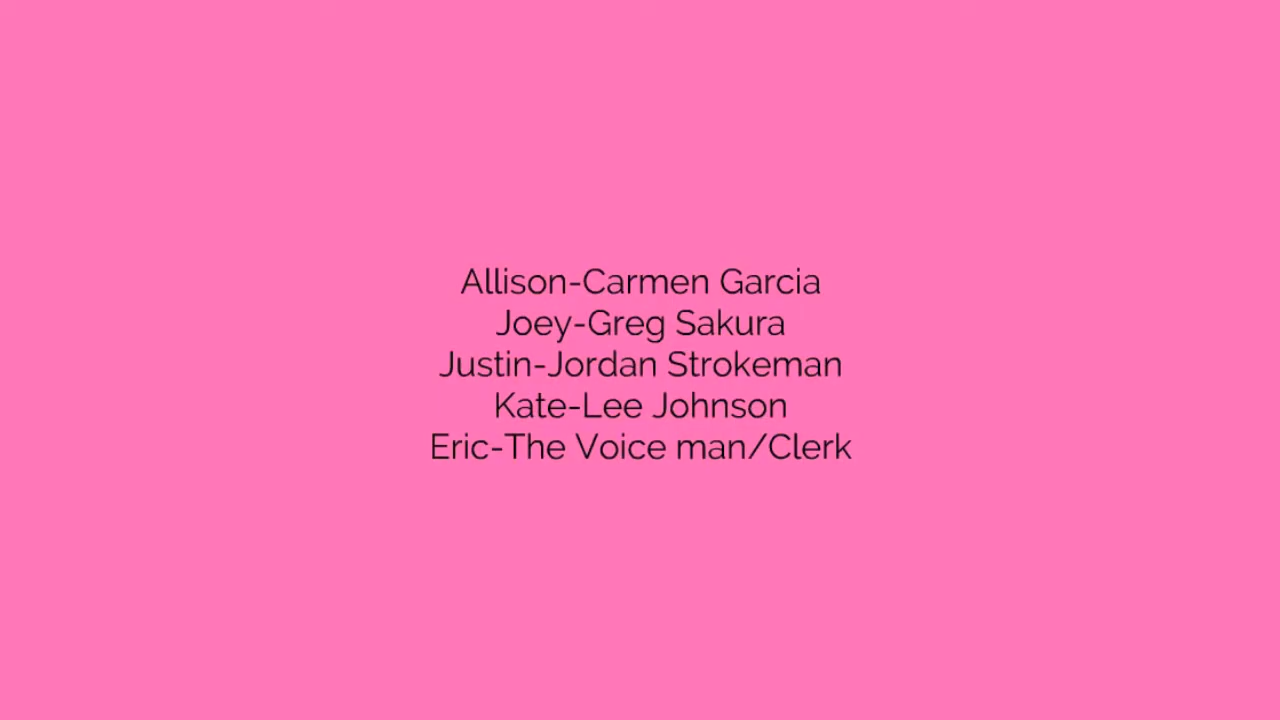 Allison-Carmen Garcia
Joey-Greg Sakura
Justin-Jordan Strokeman
Kate-Lee Johnson
Eric-The Voice man/Clerk